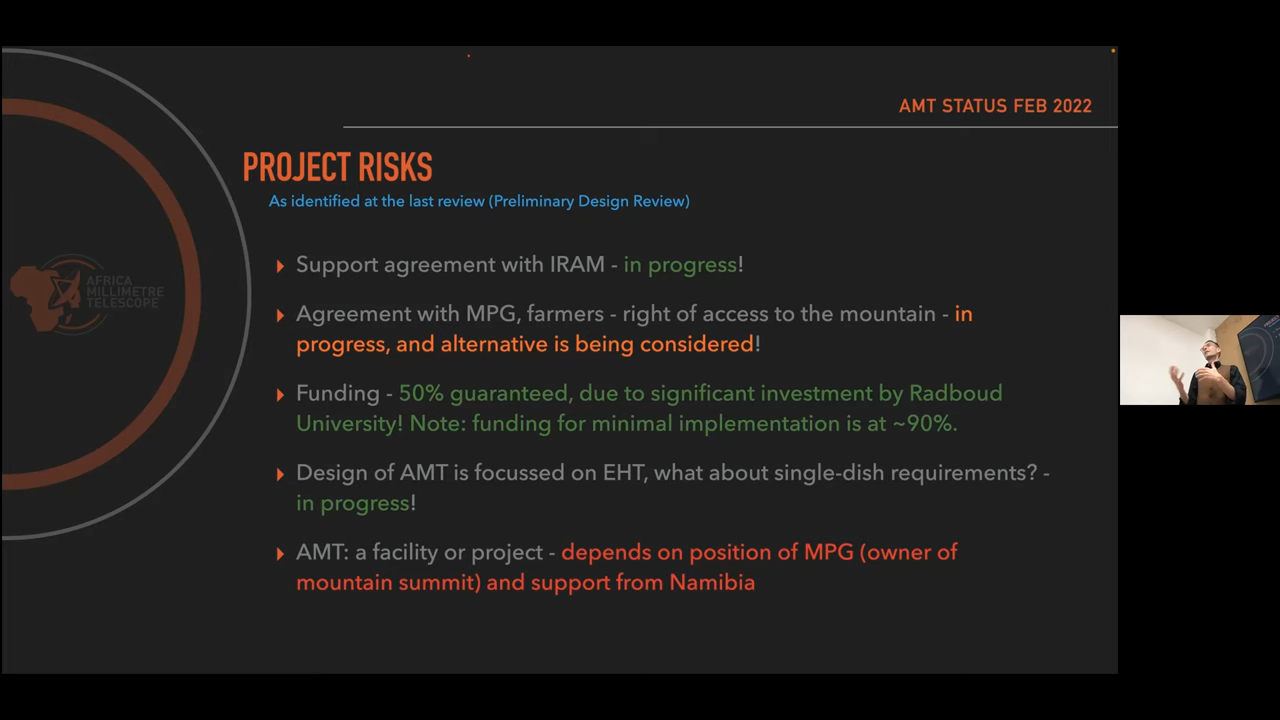 AMT STATUS FEB 2022
PROJECT RISKS
As identified at the last review (Preliminary Design Review)
Support agreement with IRAM - in progress!
Agreement with MPG, farmers - right of access to the mountain - in
progress, and alternative is being considered!
Funding - 50% guaranteed, due to significant investment by Radboud
University! Note: funding for minimal implementation is at ~90%.
Design of AMT is focussed on EHT, what about single-dish requirements? -
in progress!
AMT: a facility or project - depends on position of MPG (owner of
mountain summit) and support from Namibia
AFRICA
MILLIMETRE
TELESCOPE